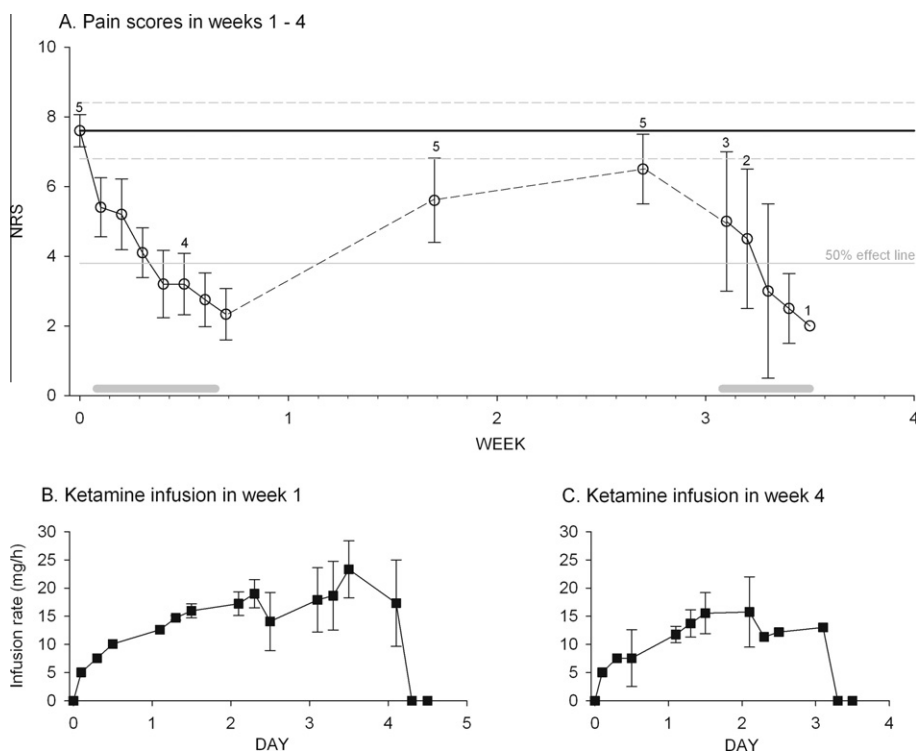 A. Pain scores in weeks 1 - 4
10
8
6
4
2
0
NRS
5
4
5
5
3
2
1
50% effect line
0 1 2 3 4
WEEK
B. Ketamine infusion in week 1
30
25
20
15
10
5
0
Infusion rate (mg/h)
0 1 2 3 4 5
DAY
C. Ketamine infusion in week 4
30
25
20
15
10
5
0
0 1 2 3 4
DAY